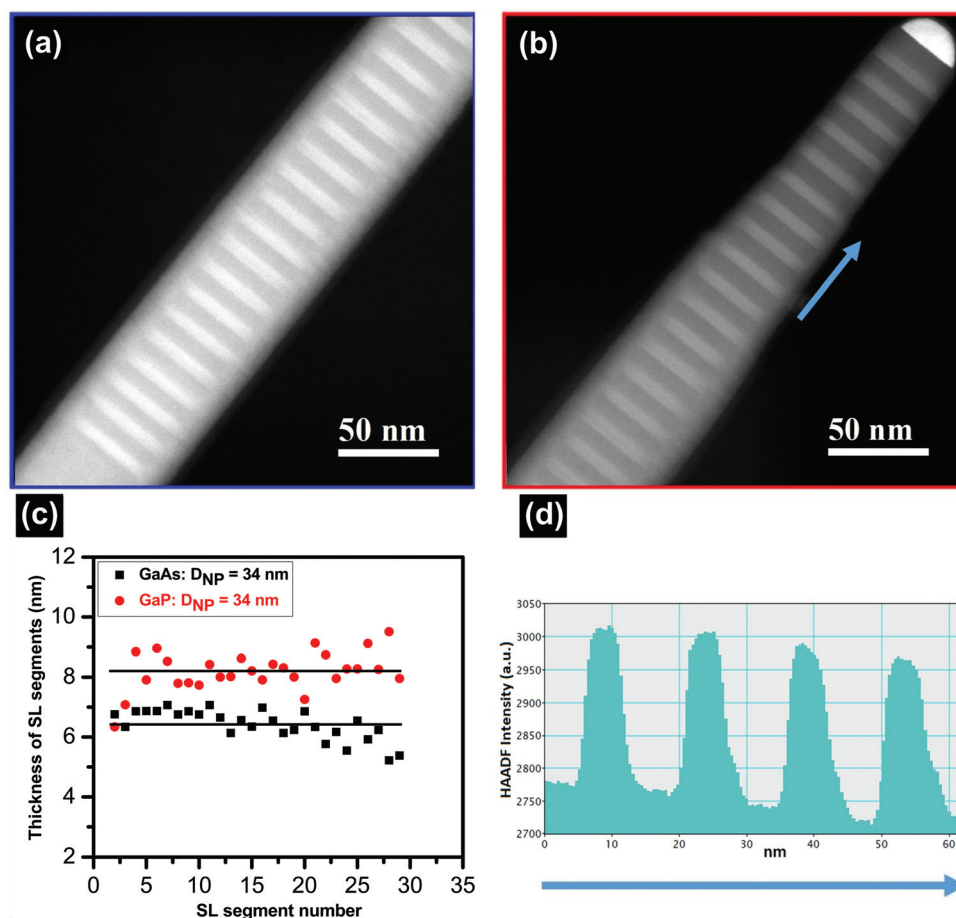 (a)
50 nm
(b)
50 nm
(c)
Thickness of SL segments (nm)
12
10
8
6
4
2
GaAs: DNP = 34 nm
GaP: DNP = 34 nm
0 5 10 15 20 25 30 35
SL segment number
(d)
HAADF Intensity (a.u.)
3050
3000
2950
2900
2850
2800
2750
2700
0 10 20 30 40 50 60
nm